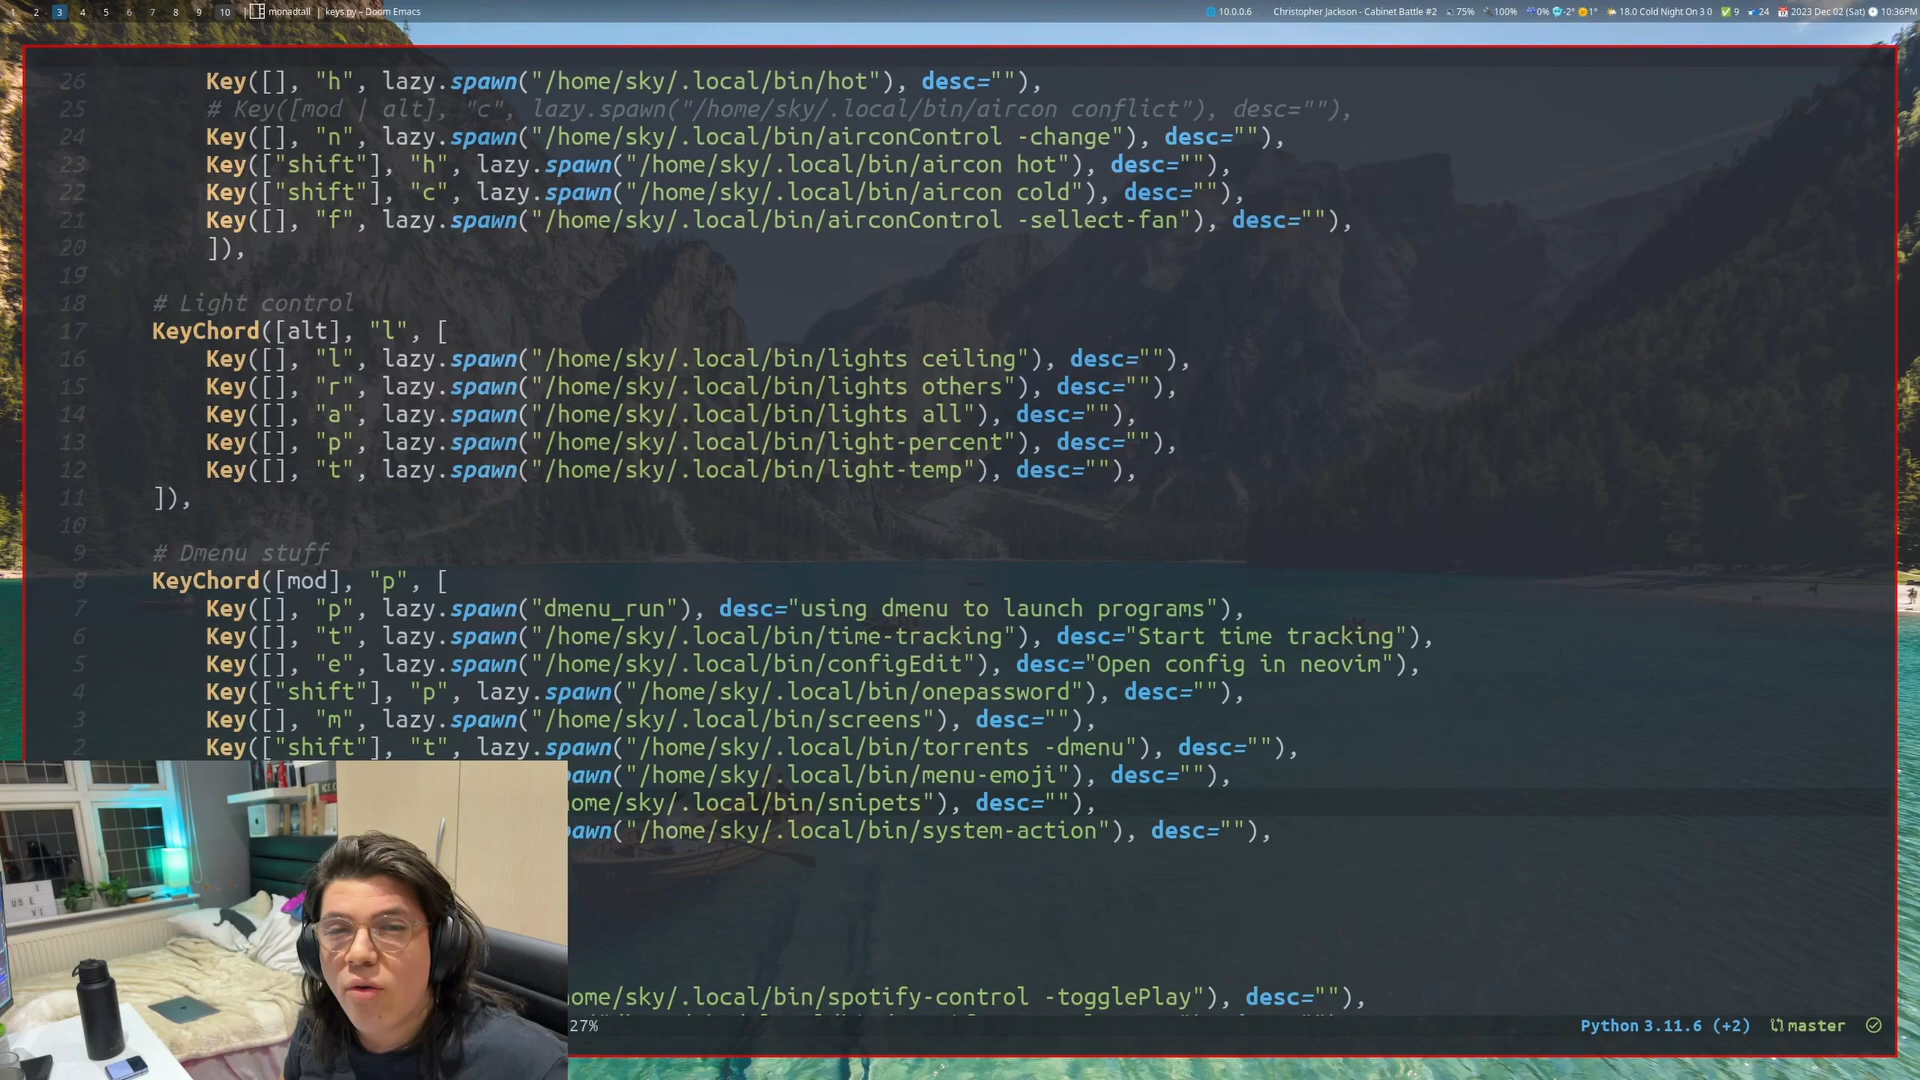 1 2 3 4 5 6 7 8 9 10 | monadtall | keys.py – Doom Emacs
10.0.0.6 Christopher Jackson - Cabinet Battle #2 75% 100% 0% -2° 1° 18.0 Cold Night On 3 0 9 24 2023 Dec 02 (Sat) 10:36PM
26 Key([], "h", lazy.spawn("/home/sky/.local/bin/hot"), desc=""),
25 # Key([mod | alt], "c", lazy.spawn("/home/sky/.local/bin/aircon conflict"), desc=""),
24 Key([], "n", lazy.spawn("/home/sky/.local/bin/airconControl -change"), desc=""),
23 Key(["shift"], "h", lazy.spawn("/home/sky/.local/bin/aircon hot"), desc=""),
22 Key(["shift"], "c", lazy.spawn("/home/sky/.local/bin/aircon cold"), desc=""),
21 Key([], "f", lazy.spawn("/home/sky/.local/bin/airconControl -sellect-fan"), desc=""),
20 ]),
19
18 # Light control
17 KeyChord([alt], "l", [
16 Key([], "l", lazy.spawn("/home/sky/.local/bin/lights ceiling"), desc=""),
15 Key([], "r", lazy.spawn("/home/sky/.local/bin/lights others"), desc=""),
14 Key([], "a", lazy.spawn("/home/sky/.local/bin/lights all"), desc=""),
13 Key([], "p", lazy.spawn("/home/sky/.local/bin/light-percent"), desc=""),
12 Key([], "t", lazy.spawn("/home/sky/.local/bin/light-temp"), desc=""),
11 ]),
10
9 # Dmenu stuff
8 KeyChord([mod], "p", [
7 Key([], "p", lazy.spawn("dmenu_run"), desc="using dmenu to launch programs"),
6 Key([], "t", lazy.spawn("/home/sky/.local/bin/time-tracking"), desc="Start time tracking"),
5 Key([], "e", lazy.spawn("/home/sky/.local/bin/configEdit"), desc="Open config in neovim"),
4 Key(["shift"], "p", lazy.spawn("/home/sky/.local/bin/onepassword"), desc=""),
3 Key([], "m", lazy.spawn("/home/sky/.local/bin/screens"), desc=""),
2 Key(["shift"], "t", lazy.spawn("/home/sky/.local/bin/torrents -dmenu"), desc=""),
pawn("/home/sky/.local/bin/menu-emoji"), desc=""),
ome/sky/.local/bin/snipets"), desc=""),
pawn("/home/sky/.local/bin/system-action"), desc=""),
ome/sky/.local/bin/spotify-control -togglePlay"), desc=""),
27% Python 3.11.6 (+2) master
USE
VI